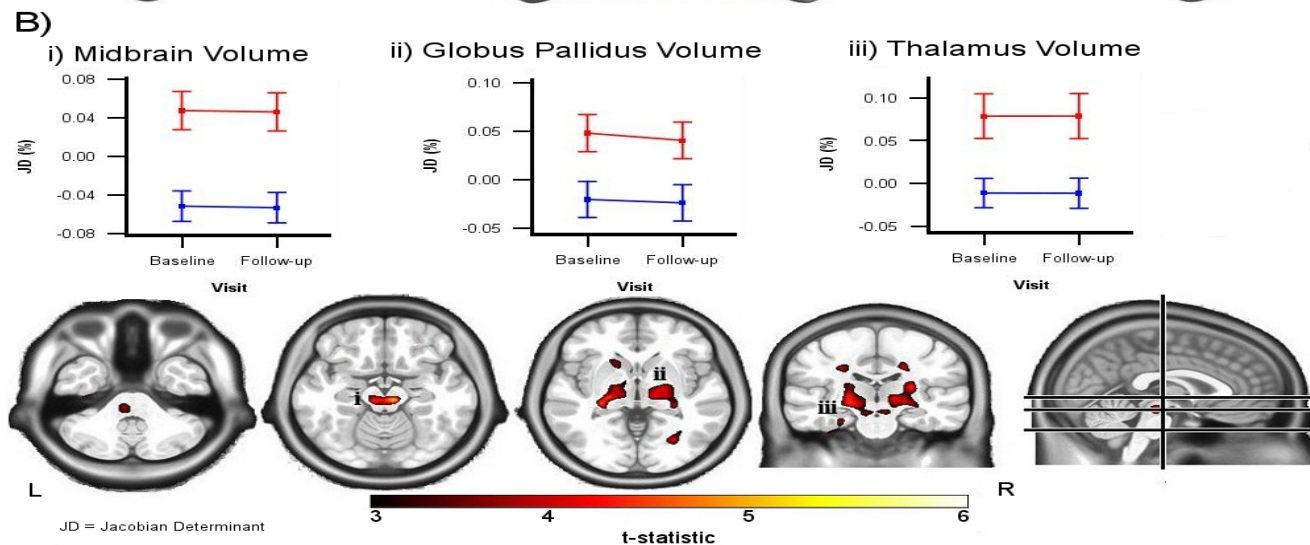 B)
i) Midbrain Volume
ii) Globus Pallidus Volume
iii) Thalamus Volume
0.08
0.04
0.00
-0.04
-0.08
JD (%)
Baseline Follow-up
Visit
0.10
0.05
0.00
-0.05
JD (%)
Baseline Follow-up
Visit
0.10
0.05
0.00
-0.05
JD (%)
Baseline Follow-up
Visit
i
ii
iii
L
R
3 4 5 6
t-statistic
JD = Jacobian Determinant